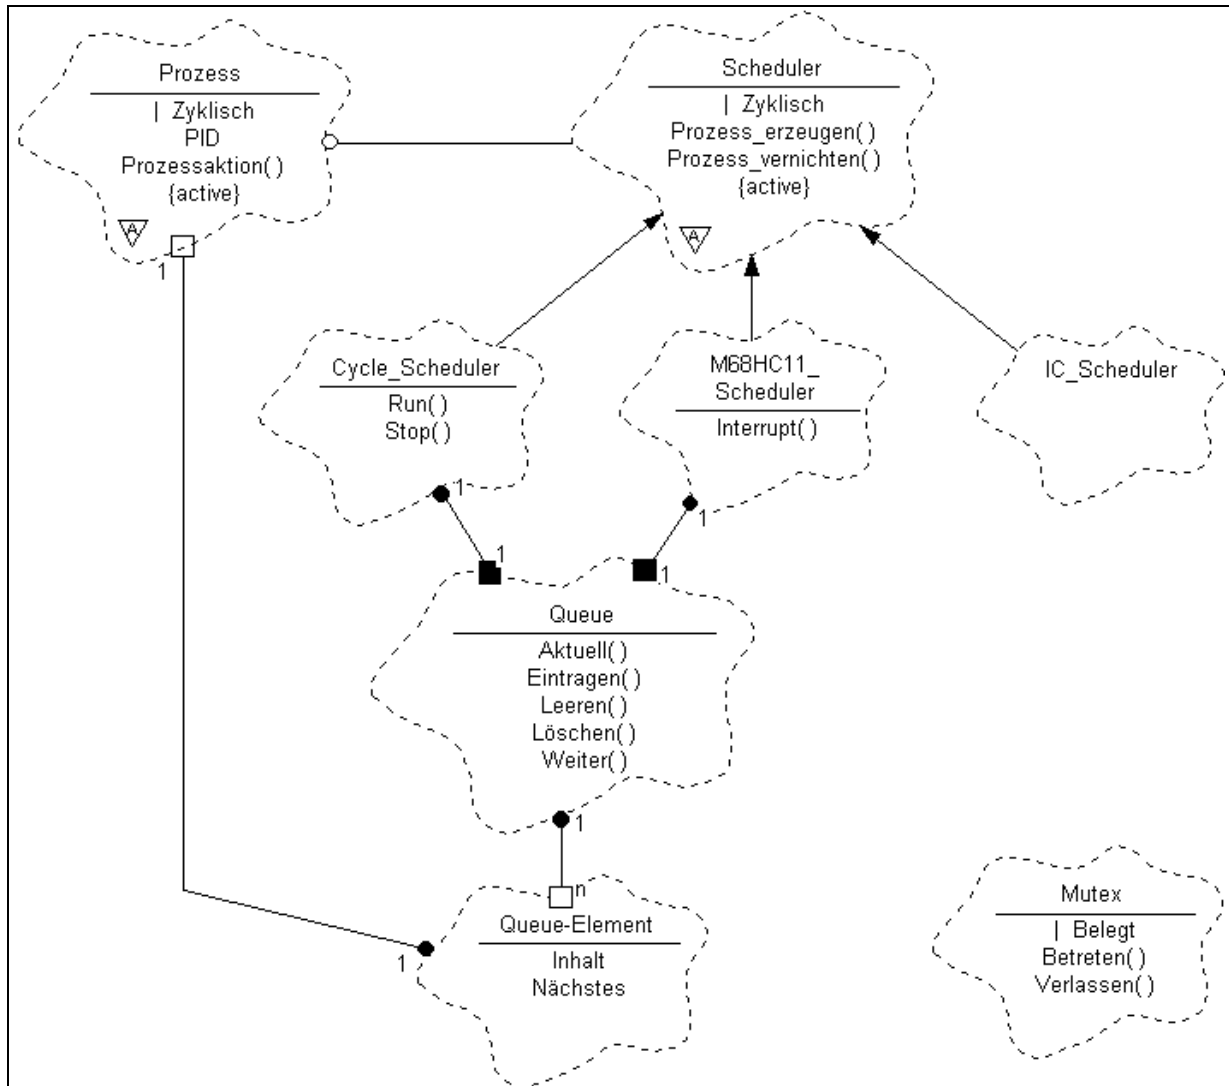 Prozess
| Zyklisch
PID
Prozessaktion()
{active}
A
1
Scheduler
| Zyklisch
Prozess_erzeugen()
Prozess_vernichten()
{active}
A
Cycle_Scheduler
Run()
Stop()
1
M68HC11_
Scheduler
Interrupt()
1
IC_Scheduler
1
1
Queue
Aktuell()
Eintragen()
Leeren()
Löschen()
Weiter()
1
n
Queue-Element
Inhalt
Nächstes
1
Mutex
| Belegt
Betreten()
Verlassen()